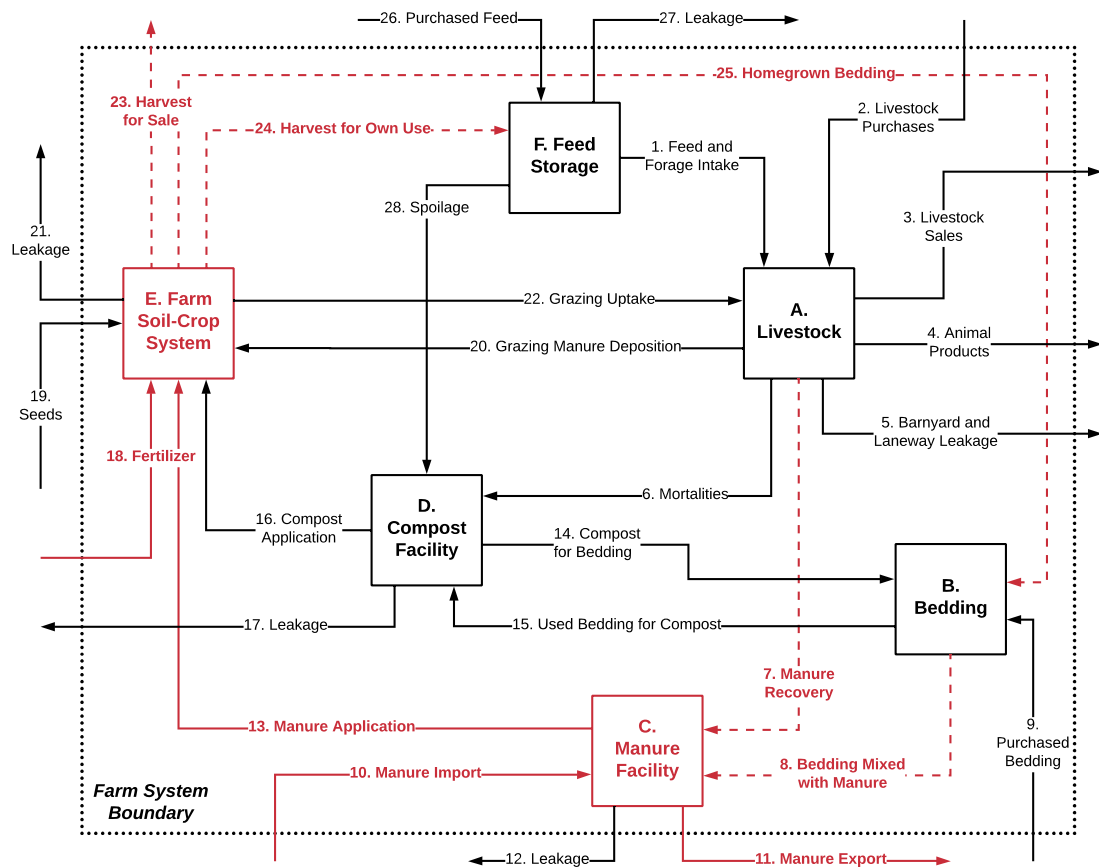 26. Purchased Feed
27. Leakage
25. Homegrown Bedding
23. Harvest
for Sale
2. Livestock
Purchases
24. Harvest for Own Use
F. Feed
Storage
1. Feed and
Forage Intake
28. Spoilage
3. Livestock
Sales
21.
Leakage
E. Farm
Soil-Crop
System
22. Grazing Uptake
A.
Livestock
20. Grazing Manure Deposition
4. Animal
Products
19.
Seeds
5. Barnyard and
Laneway Leakage
18. Fertilizer
6. Mortalities
D.
Compost
Facility
16. Compost
Application
14. Compost
for Bedding
B.
Bedding
17. Leakage
15. Used Bedding for Compost
7. Manure
Recovery
13. Manure Application
C.
Manure
Facility
9.
Purchased
Bedding
10. Manure Import
8. Bedding Mixed
with Manure
Farm System
Boundary
12. Leakage
11. Manure Export